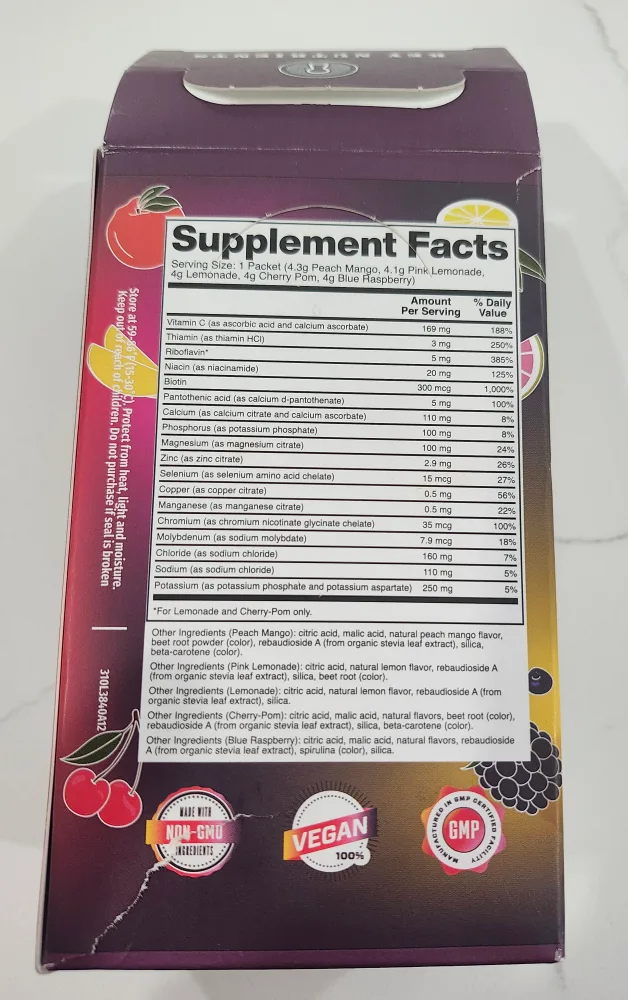 KEY NUTRIENTS
Supplement Facts
Serving Size: 1 Packet (4.3g Peach Mango, 4.1g Pink Lemonade,
4g Lemonade, 4g Cherry Pom, 4g Blue Raspberry)
Amount Per Serving % Daily Value
Vitamin C (as ascorbic acid and calcium ascorbate) 169 mg 188%
Thiamin (as thiamin HCl) 3 mg 250%
Riboflavin* 5 mg 385%
Niacin (as niacinamide) 20 mg 125%
Biotin 300 mcg 1,000%
Pantothenic acid (as calcium d-pantothenate) 5 mg 100%
Calcium (as calcium citrate and calcium ascorbate) 110 mg 8%
Phosphorus (as potassium phosphate) 100 mg 8%
Magnesium (as magnesium citrate) 100 mg 24%
Zinc (as zinc citrate) 2.9 mg 26%
Selenium (as selenium amino acid chelate) 15 mcg 27%
Copper (as copper citrate) 0.5 mg 56%
Manganese (as manganese citrate) 0.5 mg 22%
Chromium (as chromium nicotinate glycinate chelate) 35 mcg 100%
Molybdenum (as sodium molybdate) 7.9 mcg 18%
Chloride (as sodium chloride) 160 mg 7%
Sodium (as sodium chloride) 110 mg 5%
Potassium (as potassium phosphate and potassium aspartate) 250 mg 5%
*For Lemonade and Cherry-Pom only.
Other Ingredients (Peach Mango): citric acid, malic acid, natural peach mango flavor,
beet root powder (color), rebaudioside A (from organic stevia leaf extract), silica,
beta-carotene (color).
Other Ingredients (Pink Lemonade): citric acid, natural lemon flavor, rebaudioside A
(from organic stevia leaf extract), silica, beet root (color).
Other Ingredients (Lemonade): citric acid, natural lemon flavor, rebaudioside A (from
organic stevia leaf extract), silica.
Other Ingredients (Cherry-Pom): citric acid, malic acid, natural flavors, beet root (color),
rebaudioside A (from organic stevia leaf extract), silica, beta-carotene (color).
Other Ingredients (Blue Raspberry): citric acid, malic acid, natural flavors, rebaudioside
A (from organic stevia leaf extract), spirulina (color), silica.
Store at 59-86°F (15-30°C). Protect from heat, light and moisture.
Keep out of reach of children. Do not purchase if seal is broken
310L3840A12
MADE WITH
NON-GMO
INGREDIENTS
VEGAN
100%
MANUFACTURED IN GMP CERTIFIED FACILITY
GMP